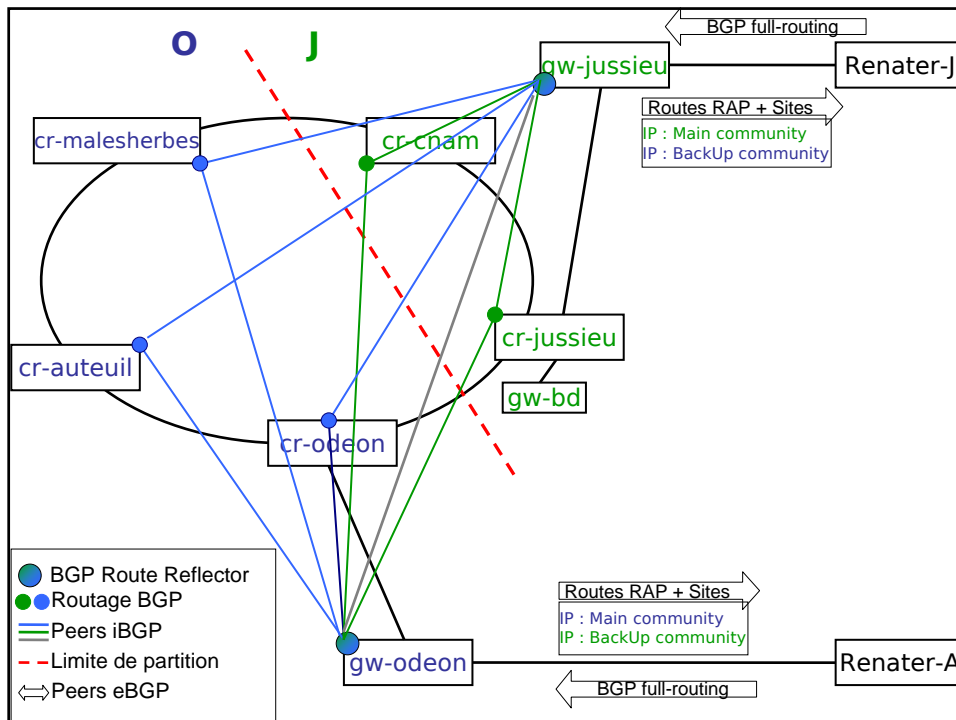 BGP full-routing
O
J
gw-jussieu
Renater-J
Routes RAP + Sites
IP : Main community
IP : BackUp community
cr-malesherbes
cr-cnam
cr-jussieu
cr-auteuil
gw-bd
cr-odeon
BGP Route Reflector
Routage BGP
Peers iBGP
Limite de partition
Peers eBGP
Routes RAP + Sites
IP : Main community
IP : BackUp community
gw-odeon
Renater-A
BGP full-routing